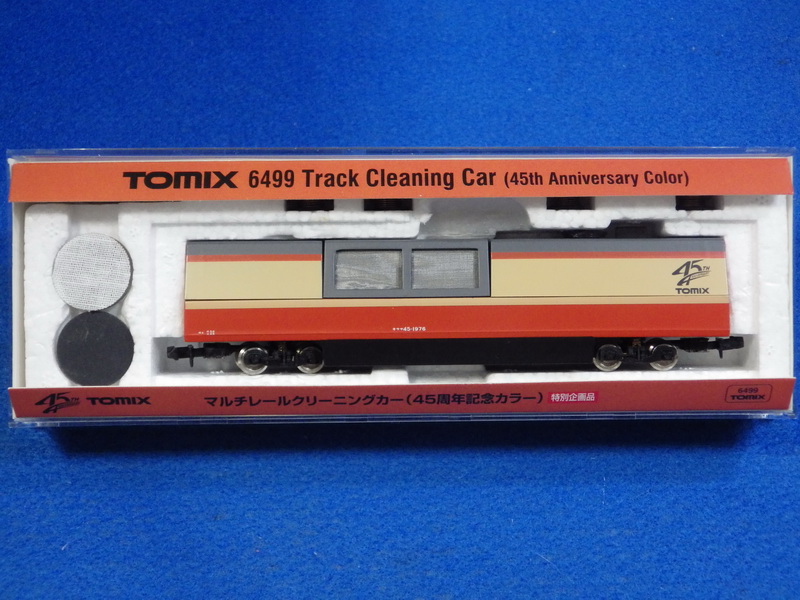 TOMIX 6499 Track Cleaning Car (45th Anniversary Color)
45TH
TOMIX
***45-1976
45TH TOMIX マルチレールクリーニングカー(45周年記念カラー) 特別企画品
6499
TOMIX